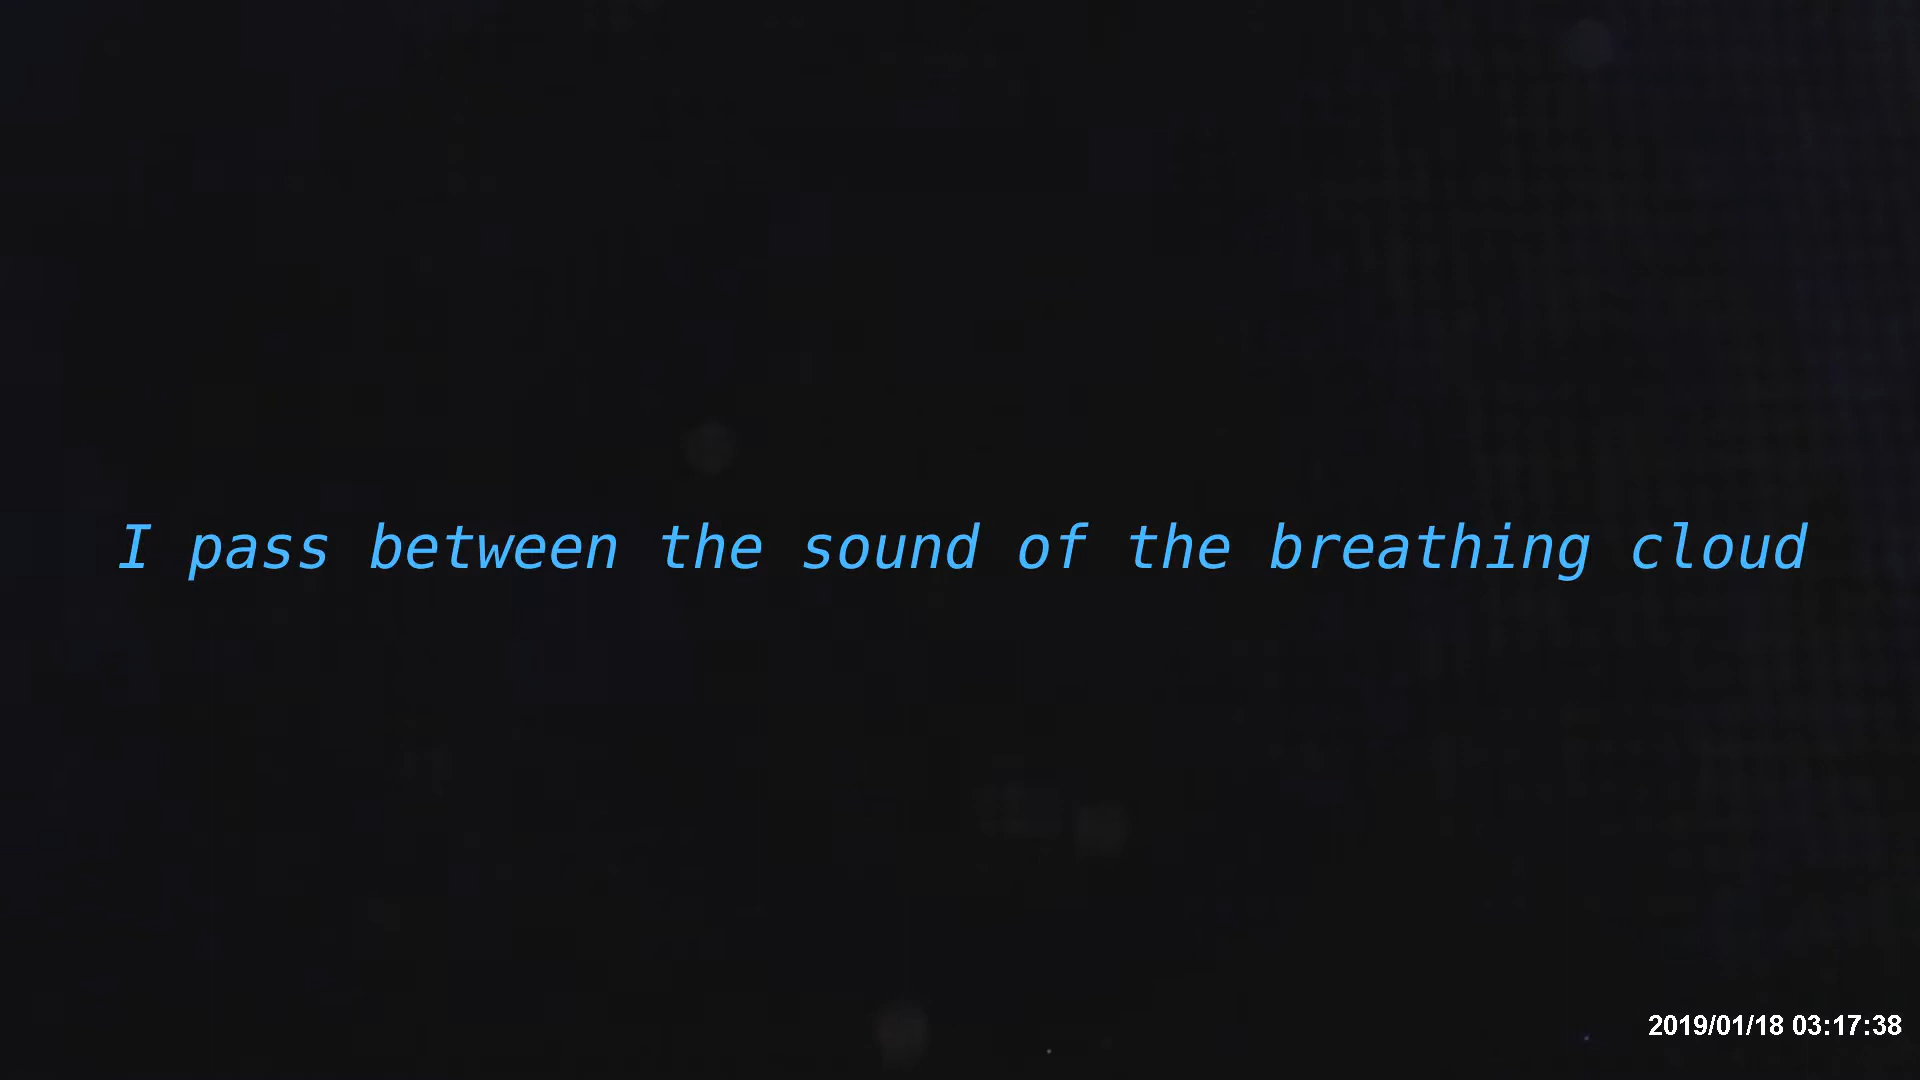 I pass between the sound of the breathing cloud
2019/01/18 03:17:38